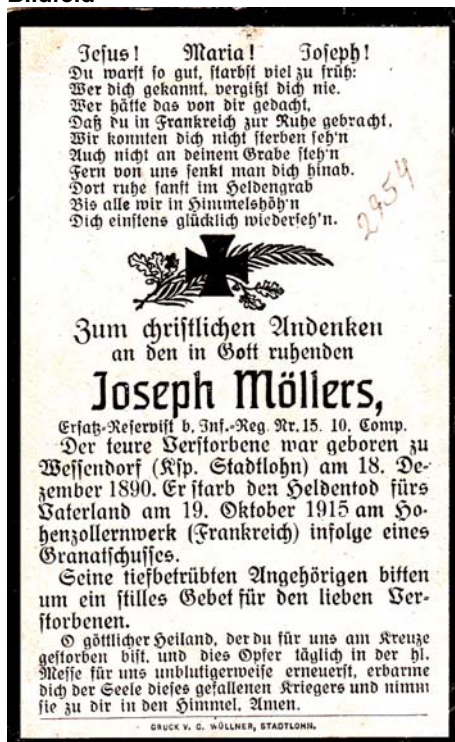 Bildfeld
Jesus! Maria! Joseph!
Du warst so gut, starbst viel zu früh:
Wer dich gekannt, vergißt dich nie.
Wer hätte das von dir gedacht,
Daß du in Frankreich zur Ruhe gebracht,
Wir konnten dich nicht sterben seh'n
Auch nicht an deinem Grabe steh'n
Fern von uns senkt man dich hinab.
Dort ruhe sanft im Heldengrab
Bis alle wir in Himmelshöh'n
Dich einstens glücklich wiederseh'n.
2954
Zum christlichen Andenken
an den in Gott ruhenden
Joseph Möllers,
Ersatz-Reservist b. Inf.-Reg. Nr. 15. 10. Comp.
Der teure Verstorbene war geboren zu
Wessendorf (Ksp. Stadtlohn) am 18. De-
zember 1890. Er starb den Heldentod fürs
Vaterland am 19. Oktober 1915 am Ho-
henzollernwerk (Frankreich) infolge eines
Granatschusses.
Seine tiefbetrübten Angehörigen bitten
um ein stilles Gebet für den lieben Ver-
storbenen.
O göttlicher Heiland, der du für uns am Kreuze
gestorben bist, und dies Opfer täglich in der hl.
Messe für uns unblutigerweise erneuerst, erbarme
dich der Seele dieses gefallenen Kriegers und nimm
sie zu dir in den Himmel. Amen.
DRUCK V. C. WÜLLNER, STADTLOHN.